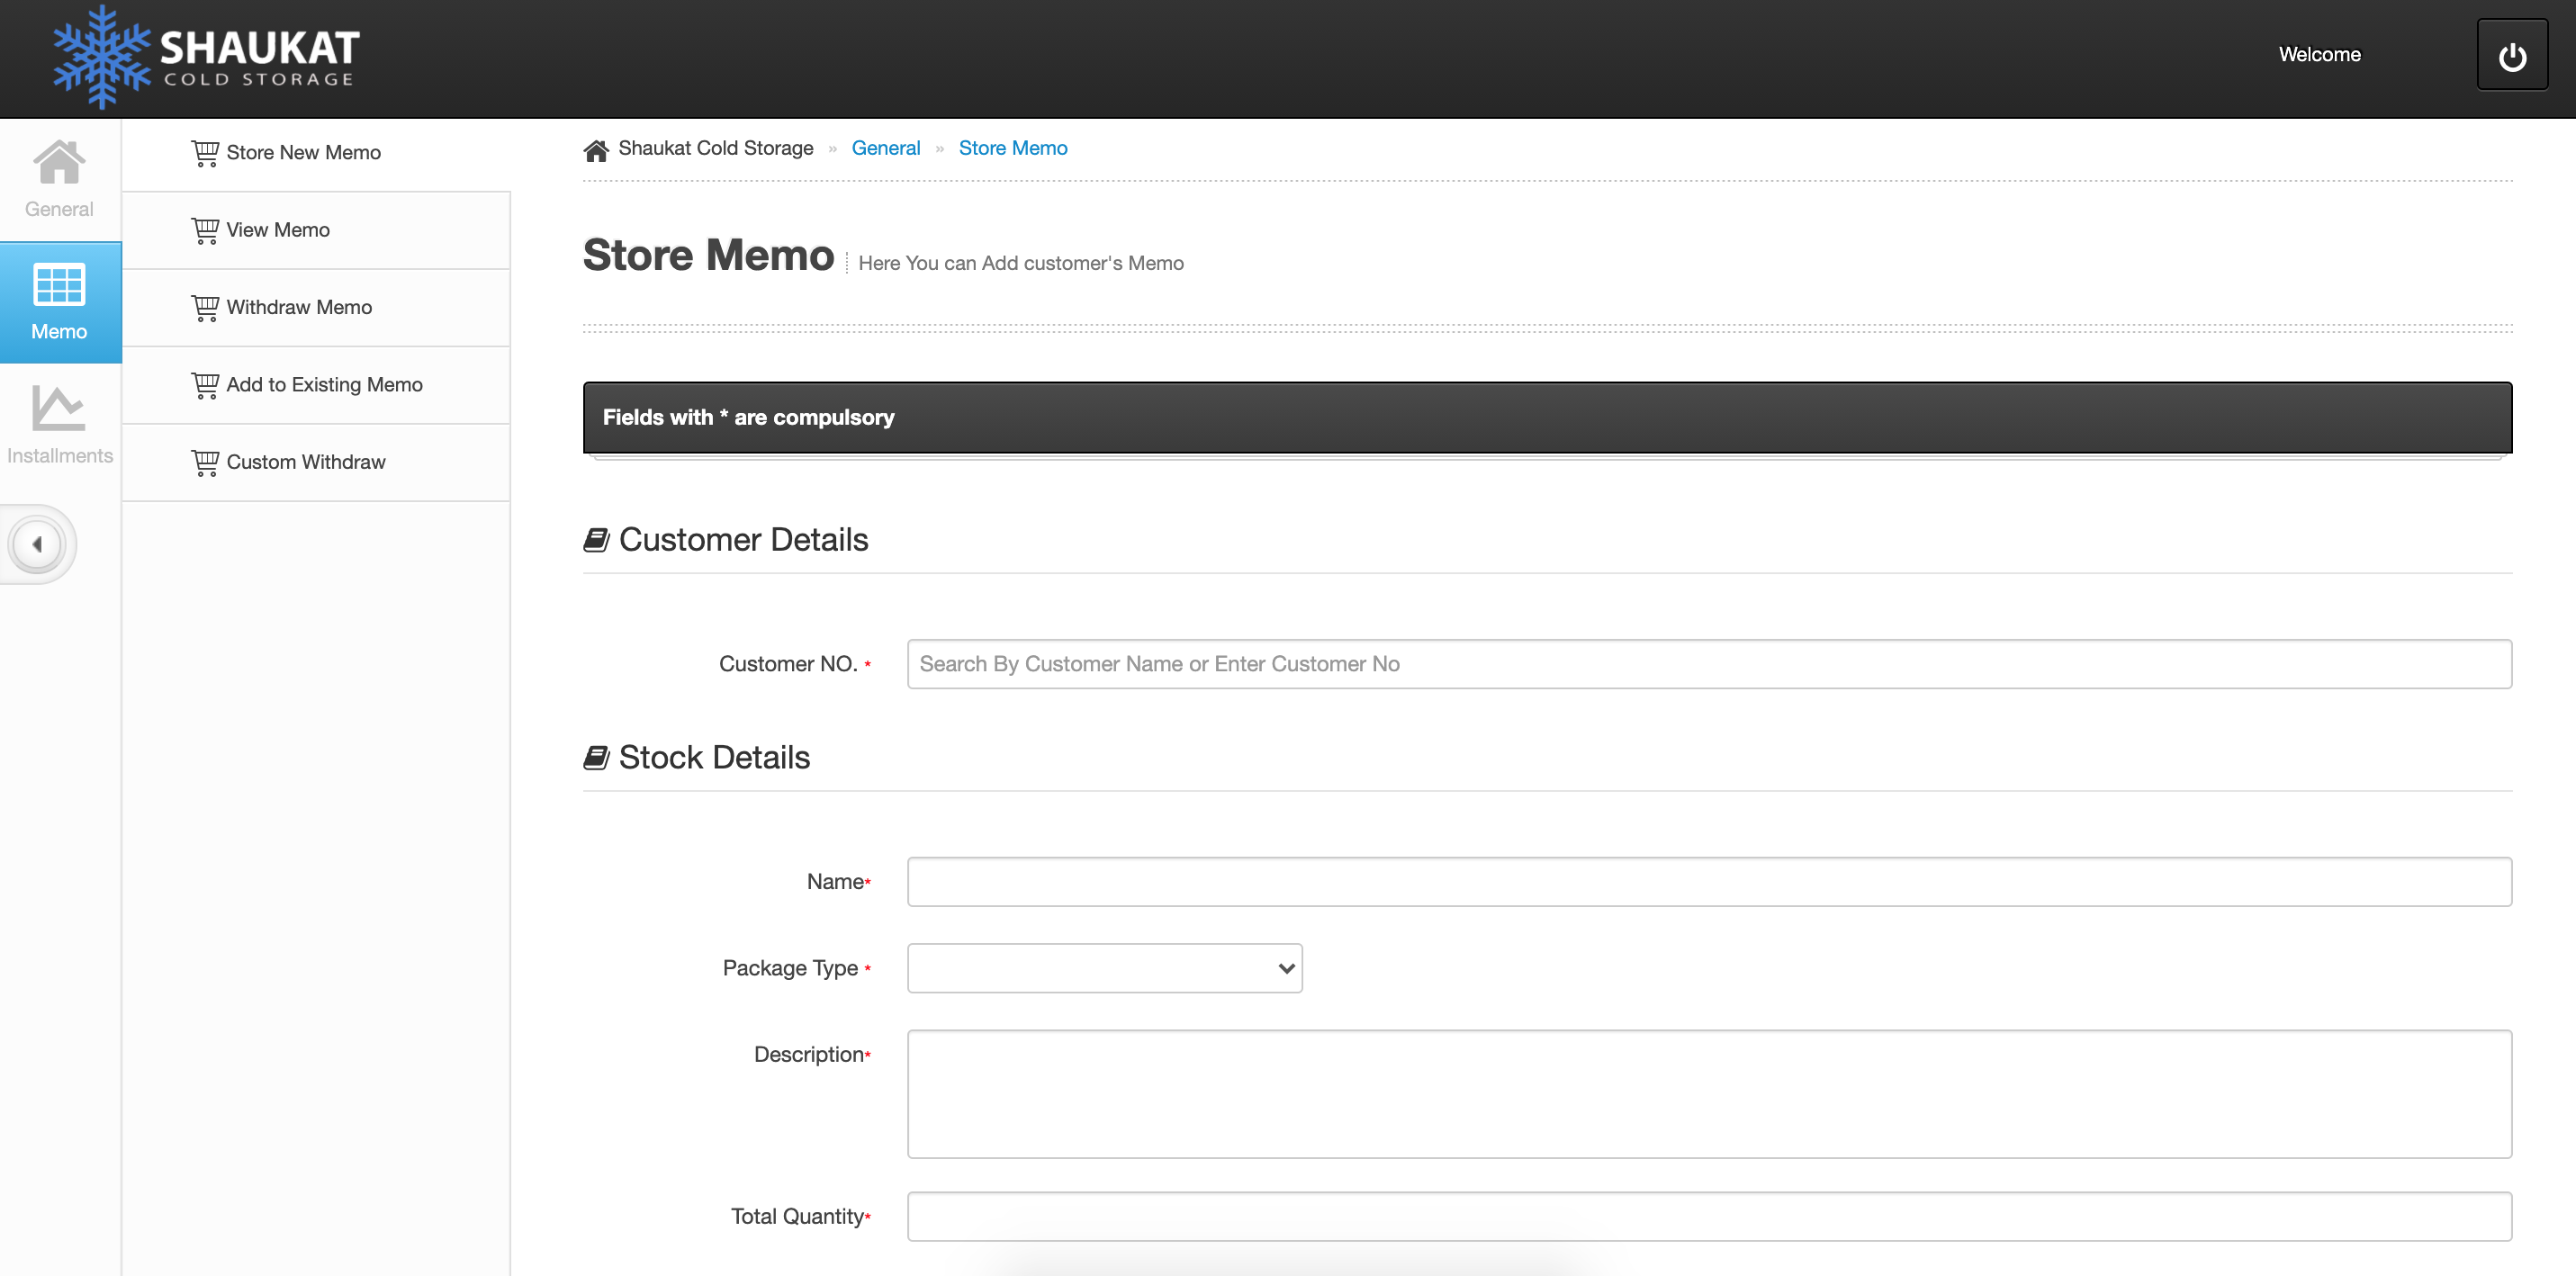 SHAUKAT
COLD STORAGE
Welcome
General
Memo
Installments
Store New Memo
View Memo
Withdraw Memo
Add to Existing Memo
Custom Withdraw
Shaukat Cold Storage » General » Store Memo
Store Memo Here You can Add customer's Memo
Fields with * are compulsory
Customer Details
Customer NO. * Search By Customer Name or Enter Customer No
Stock Details
Name*
Package Type *
Description*
Total Quantity*